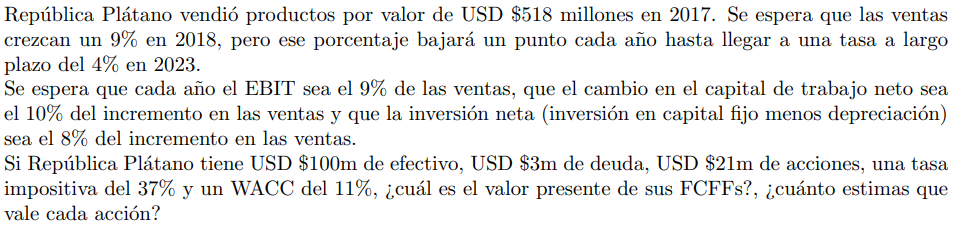 República Plátano vendió productos por valor de USD $518 millones en 2017. Se espera que las ventas
crezcan un 9% en 2018, pero ese porcentaje bajará un punto cada año hasta llegar a una tasa a largo
plazo del 4% en 2023.
Se espera que cada año el EBIT sea el 9% de las ventas, que el cambio en el capital de trabajo neto sea
el 10% del incremento en las ventas y que la inversión neta (inversión en capital fijo menos depreciación)
sea el 8% del incremento en las ventas.
Si República Plátano tiene USD $100m de efectivo, USD $3m de deuda, USD $21m de acciones, una tasa
impositiva del 37% y un WACC del 11%, ¿cuál es el valor presente de sus FCFFs?, ¿cuánto estimas que
vale cada acción?